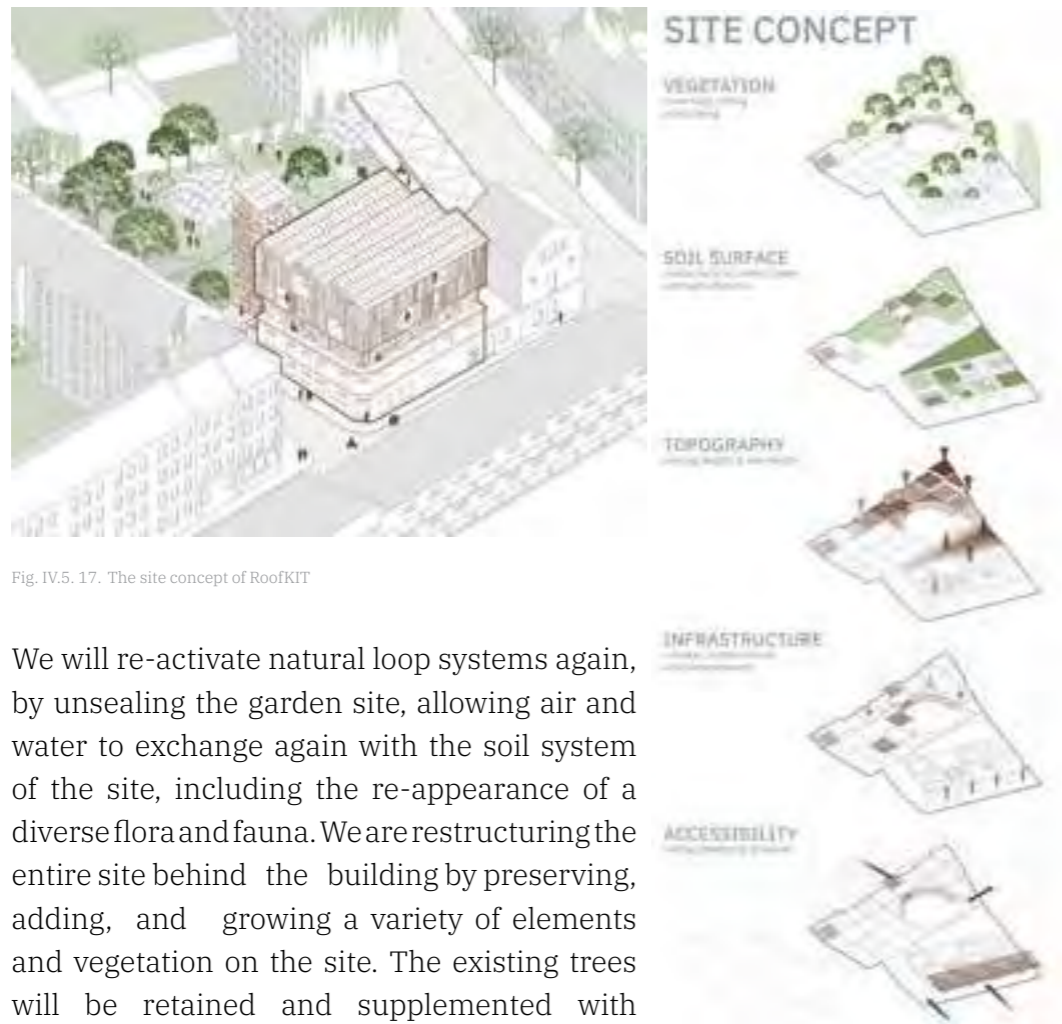 SITE CONCEPT
VEGETATION
SOIL SURFACE
TOPOGRAPHY
INFRASTRUCTURE
ACCESSIBILITY
Fig. IV.5. 17. The site concept of RoofKIT
We will re-activate natural loop systems again,
by unsealing the garden site, allowing air and
water to exchange again with the soil system
of the site, including the re-appearance of a
diverse flora and fauna. We are restructuring the
entire site behind the building by preserving,
adding, and growing a variety of elements
and vegetation on the site. The existing trees
will be retained and supplemented with